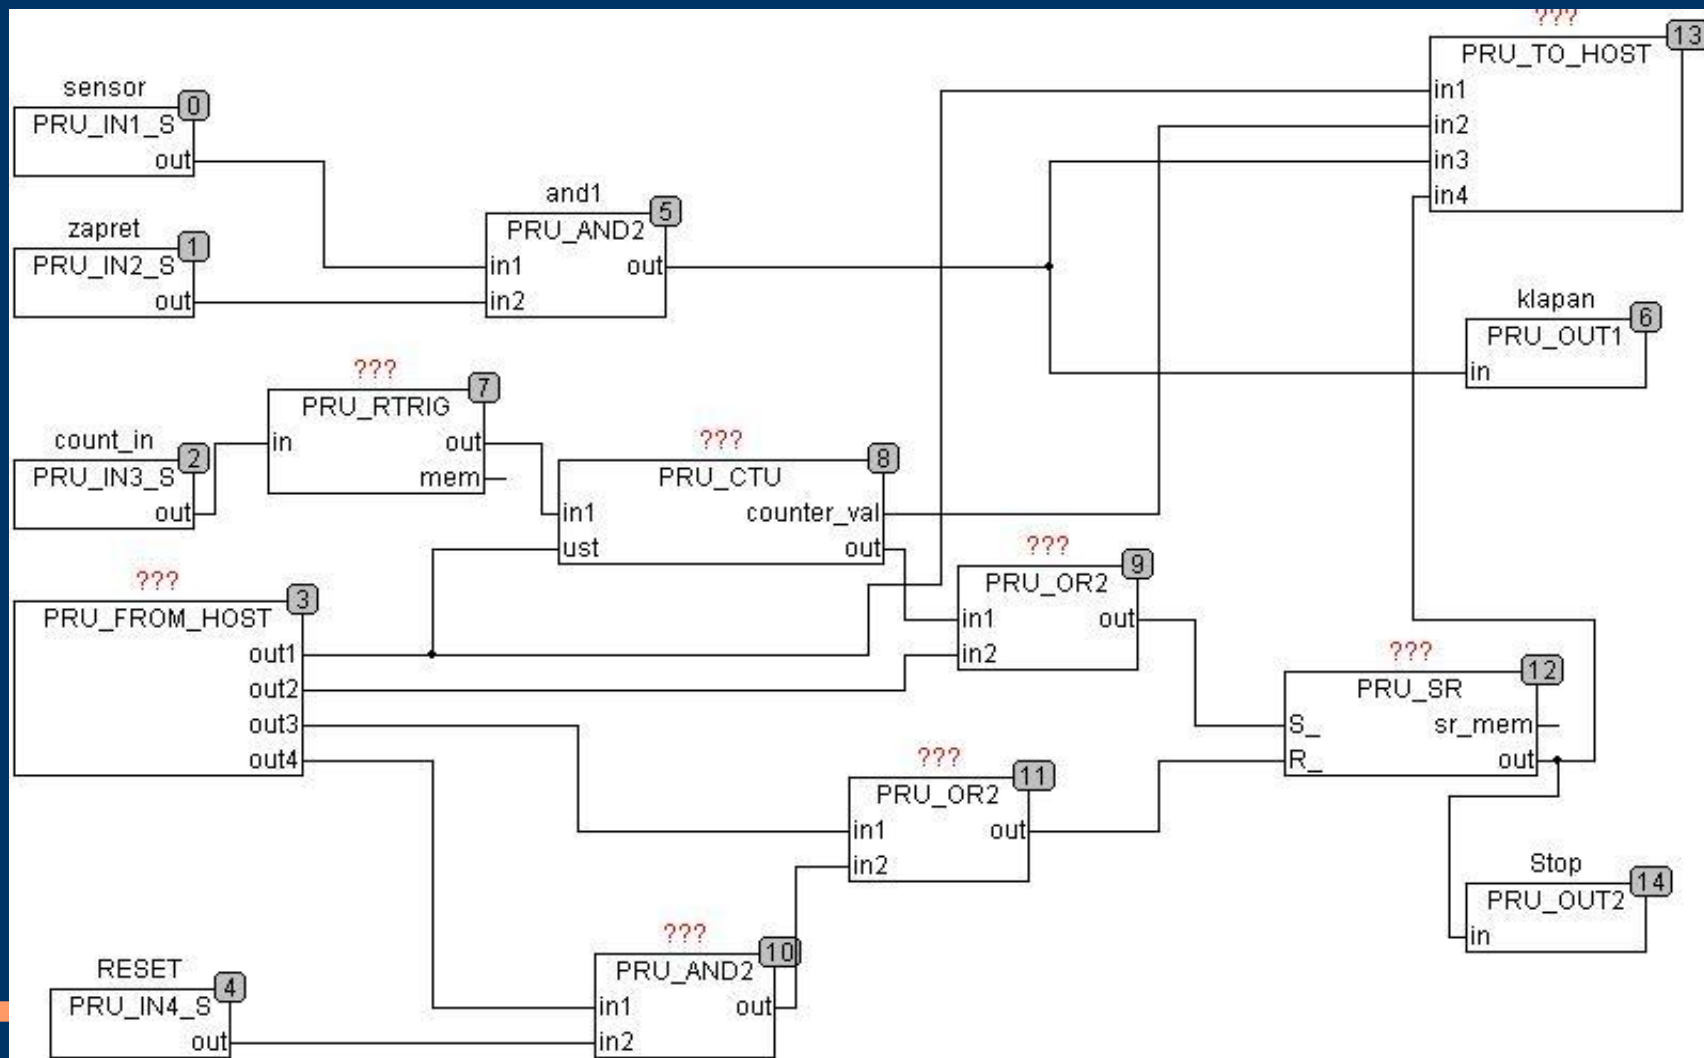 ???
13
PRU_TO_HOST
in1
in2
in3
in4
sensor
0
PRU_IN1_S
out
zapret
1
PRU_IN2_S
out
and1
5
PRU_AND2
in1 out
in2
klapan
6
PRU_OUT1
in
???
7
PRU_RTRIG
in out
mem
count_in
2
PRU_IN3_S
out
???
8
PRU_CTU
in1 counter_val
ust out
???
3
PRU_FROM_HOST
out1
out2
out3
out4
???
9
PRU_OR2
in1 out
in2
???
12
PRU_SR
S_ sr_mem
R_ out
???
11
PRU_OR2
in1 out
in2
Stop
14
PRU_OUT2
in
???
10
PRU_AND2
in1 out
in2
RESET
4
PRU_IN4_S
out